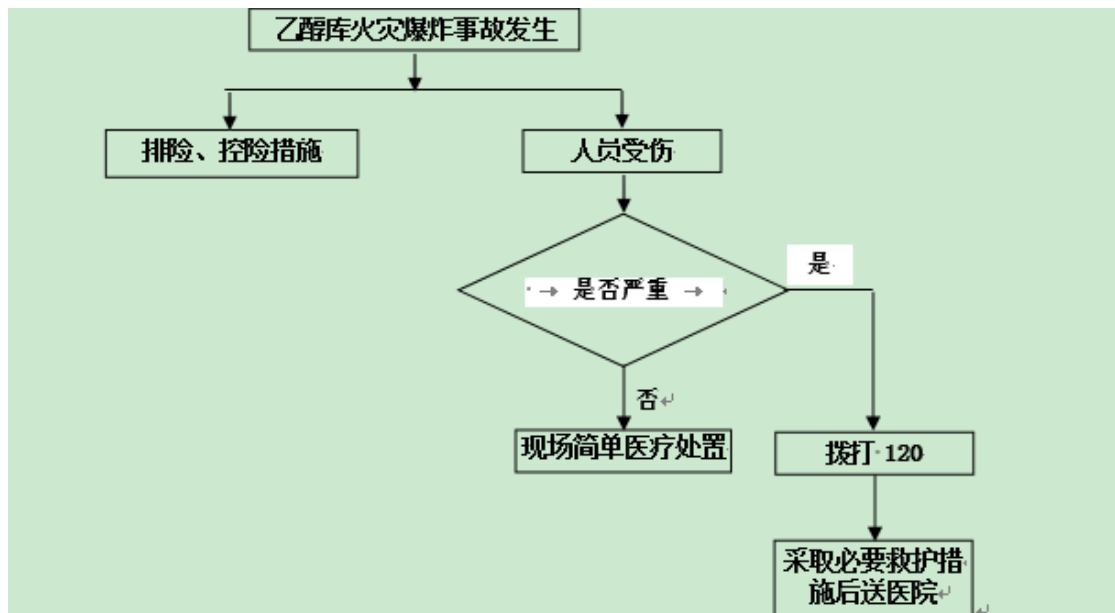 乙醇库火灾爆炸事故发生
排险、控险措施
人员受伤
是
→ 是否严重 →
否
现场简单医疗处置
拨打 120
采取必要救护措
施后送医院